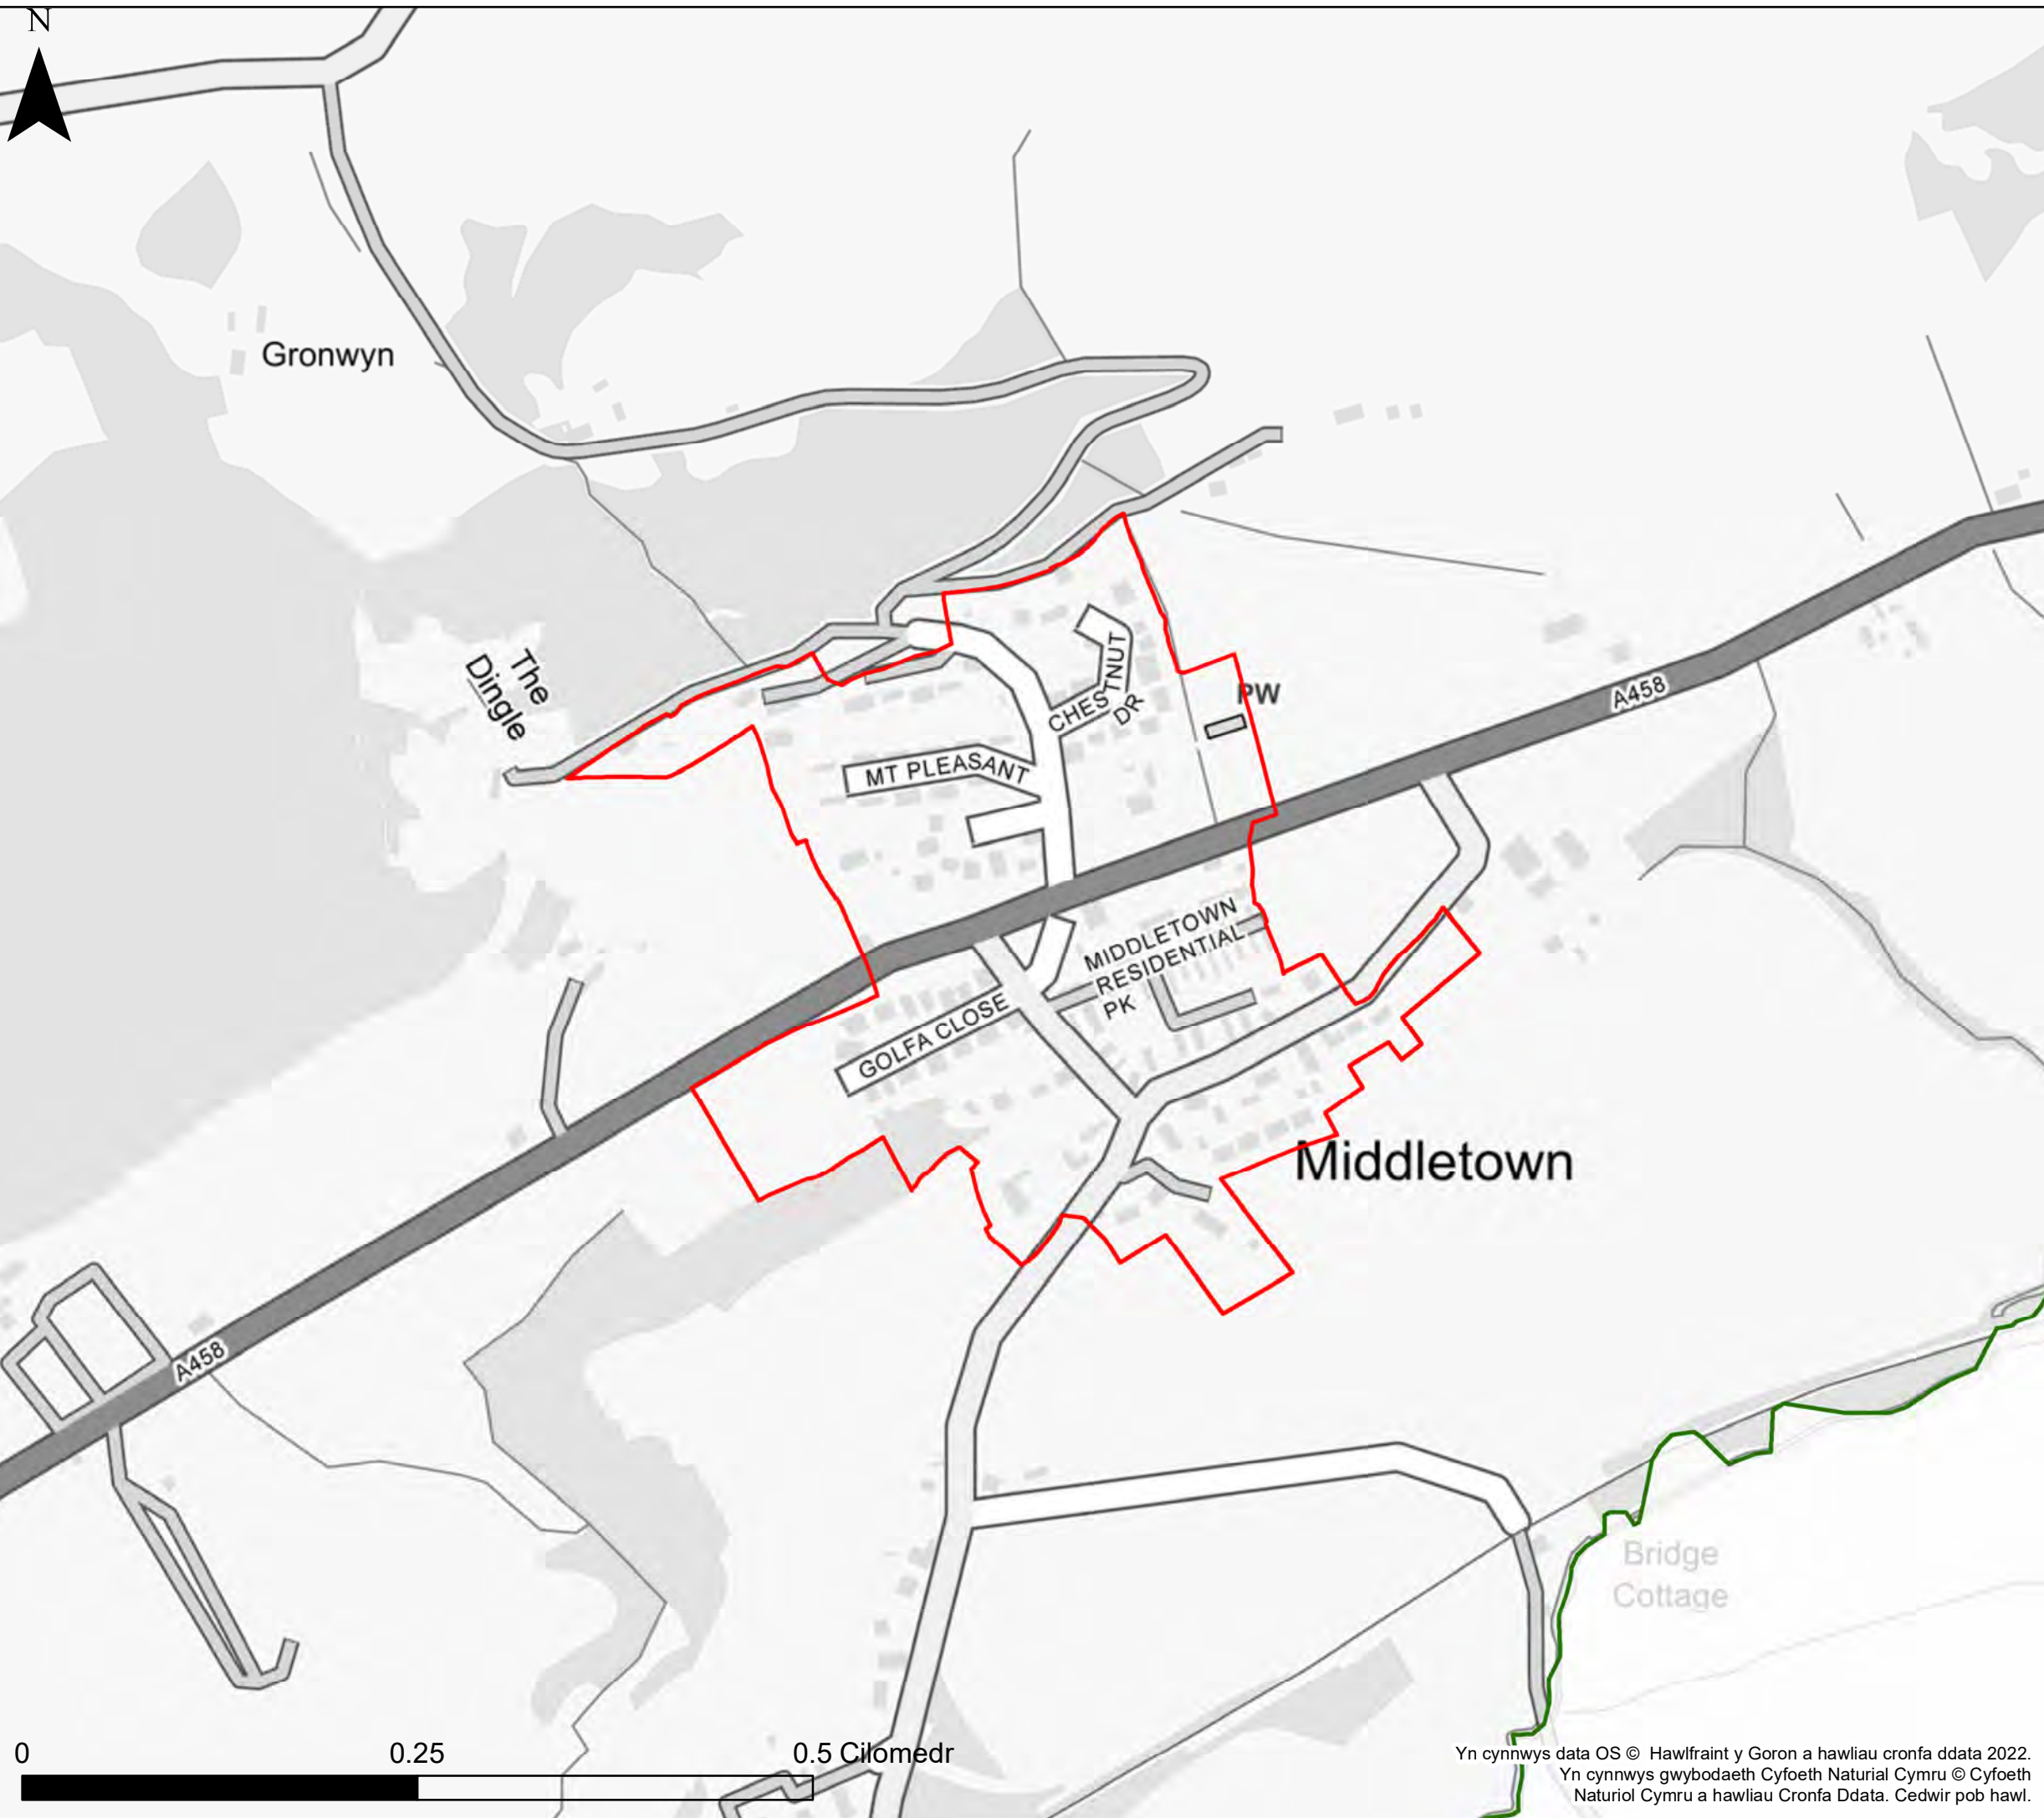 N
Gronwyn
The
Dingle
CHESTNUT
DR
PW
A458
MT PLEASANT
MIDDLETOWN
RESIDENTIAL
PK
GOLFA CLOSE
Middletown
A458
Bridge
Cottage
0 0.25 0.5 Cilomedr
Yn cynnwys data OS © Hawlfraint y Goron a hawliau cronfa ddata 2022.
Yn cynnwys gwybodaeth Cyfoeth Naturial Cymru © Cyfoeth
Naturiol Cymru a hawliau Cronfa Ddata. Cedwir pob hawl.